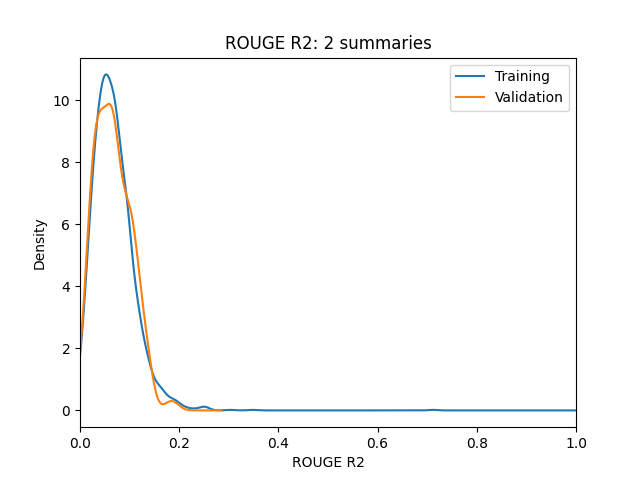 ROUGE R2: 2 summaries
Training
Validation
Density
10
8
6
4
2
0
0.0 0.2 0.4 0.6 0.8 1.0
ROUGE R2